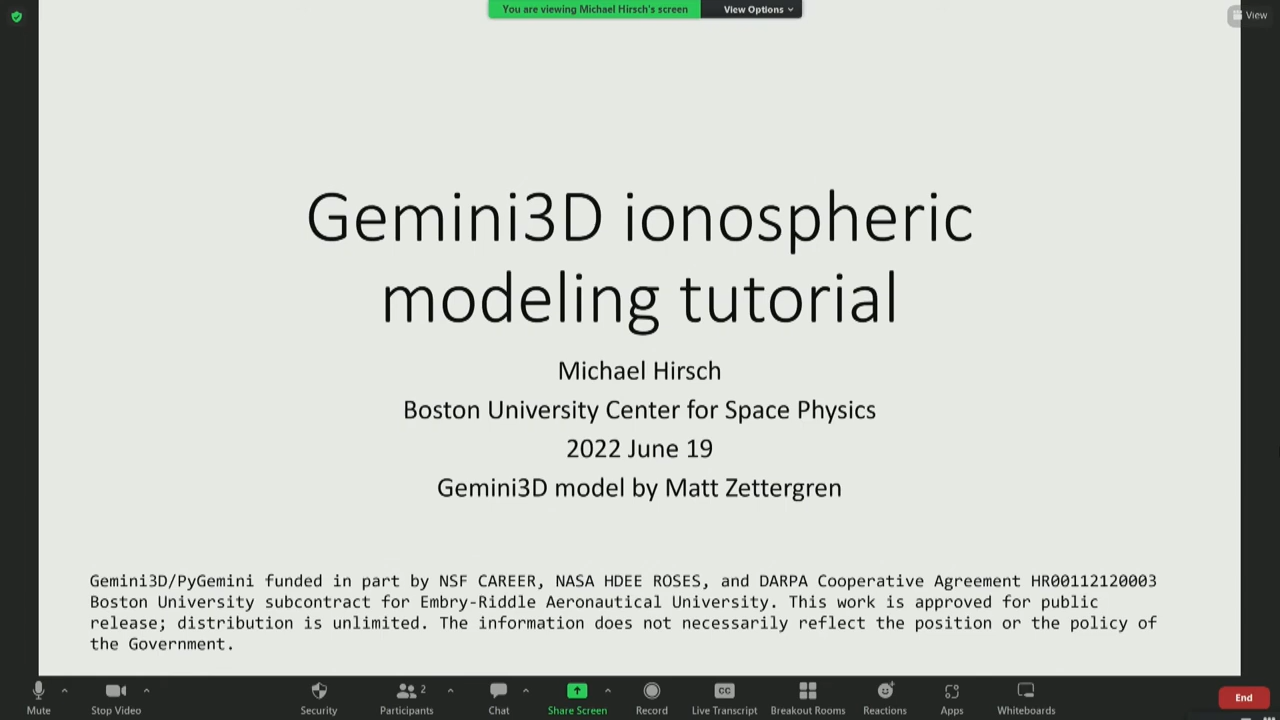 You are viewing Michael Hirsch's screen
View Options
View
Gemini3D ionospheric
modeling tutorial
Michael Hirsch
Boston University Center for Space Physics
2022 June 19
Gemini3D model by Matt Zettergren
Gemini3D/PyGemini funded in part by NSF CAREER, NASA HDEE ROSES, and DARPA Cooperative Agreement HR00112120003
Boston University subcontract for Embry-Riddle Aeronautical University. This work is approved for public
release; distribution is unlimited. The information does not necessarily reflect the position or the policy of
the Government.
Mute
Stop Video
Security
Participants
2
Chat
Share Screen
Record
CC
Live Transcript
Breakout Rooms
Reactions
Apps
Whiteboards
End